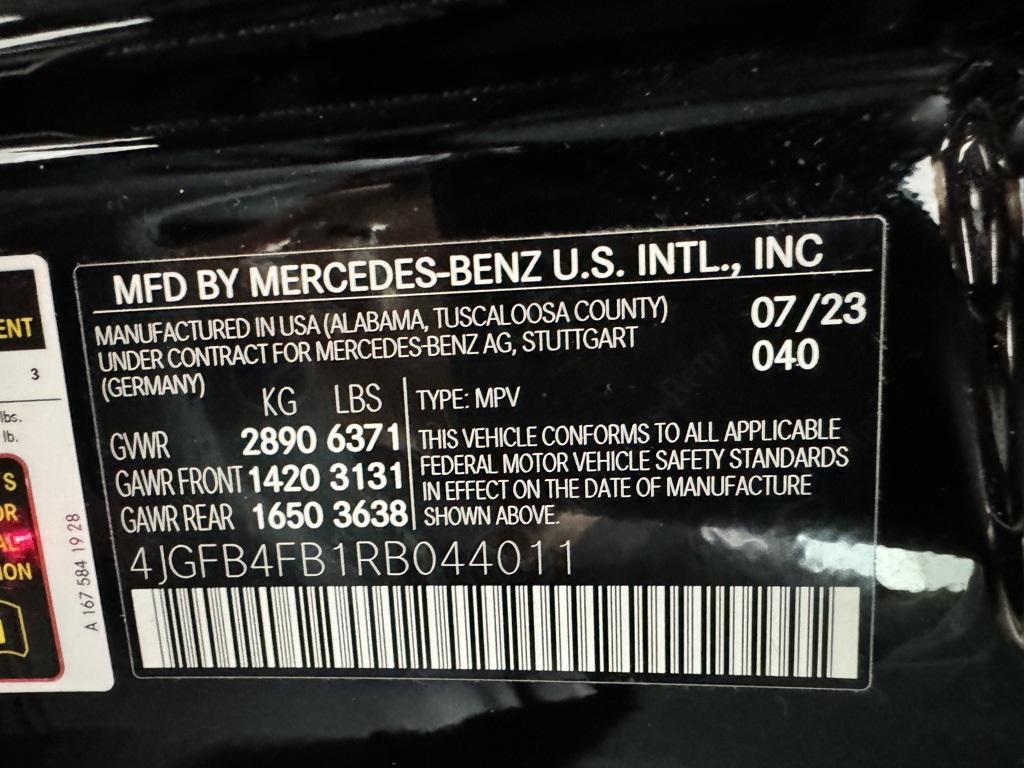 MFD BY MERCEDES-BENZ U.S. INTL., INC
MANUFACTURED IN USA (ALABAMA, TUSCALOOSA COUNTY)
UNDER CONTRACT FOR MERCEDES-BENZ AG, STUTTGART
(GERMANY)
07/23
040
KG LBS
GVWR 2890 6371
GAWR FRONT 1420 3131
GAWR REAR 1650 3638
TYPE: MPV
THIS VEHICLE CONFORMS TO ALL APPLICABLE
FEDERAL MOTOR VEHICLE SAFETY STANDARDS
IN EFFECT ON THE DATE OF MANUFACTURE
SHOWN ABOVE.
4JGFB4FB1RB044011
3
lbs.
lb.
A 167 584 19 28